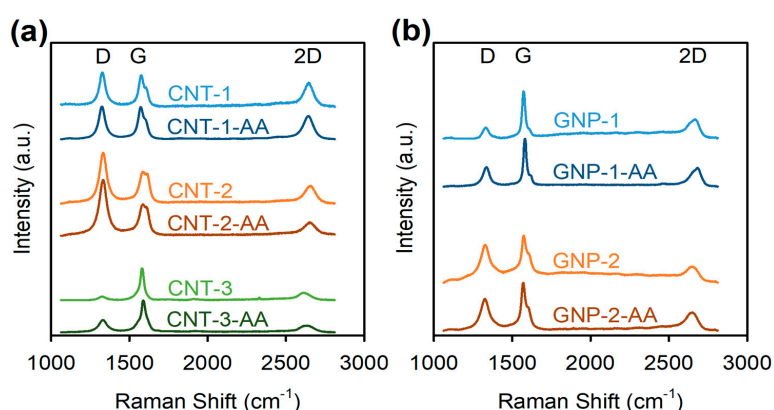 (a)
D G 2D
CNT-1
CNT-1-AA
CNT-2
CNT-2-AA
CNT-3
CNT-3-AA
Intensity (a.u.)
1000 1500 2000 2500 3000
Raman Shift (cm⁻¹)
(b)
D G 2D
GNP-1
GNP-1-AA
GNP-2
GNP-2-AA
Intensity (a.u.)
1000 1500 2000 2500 3000
Raman Shift (cm⁻¹)